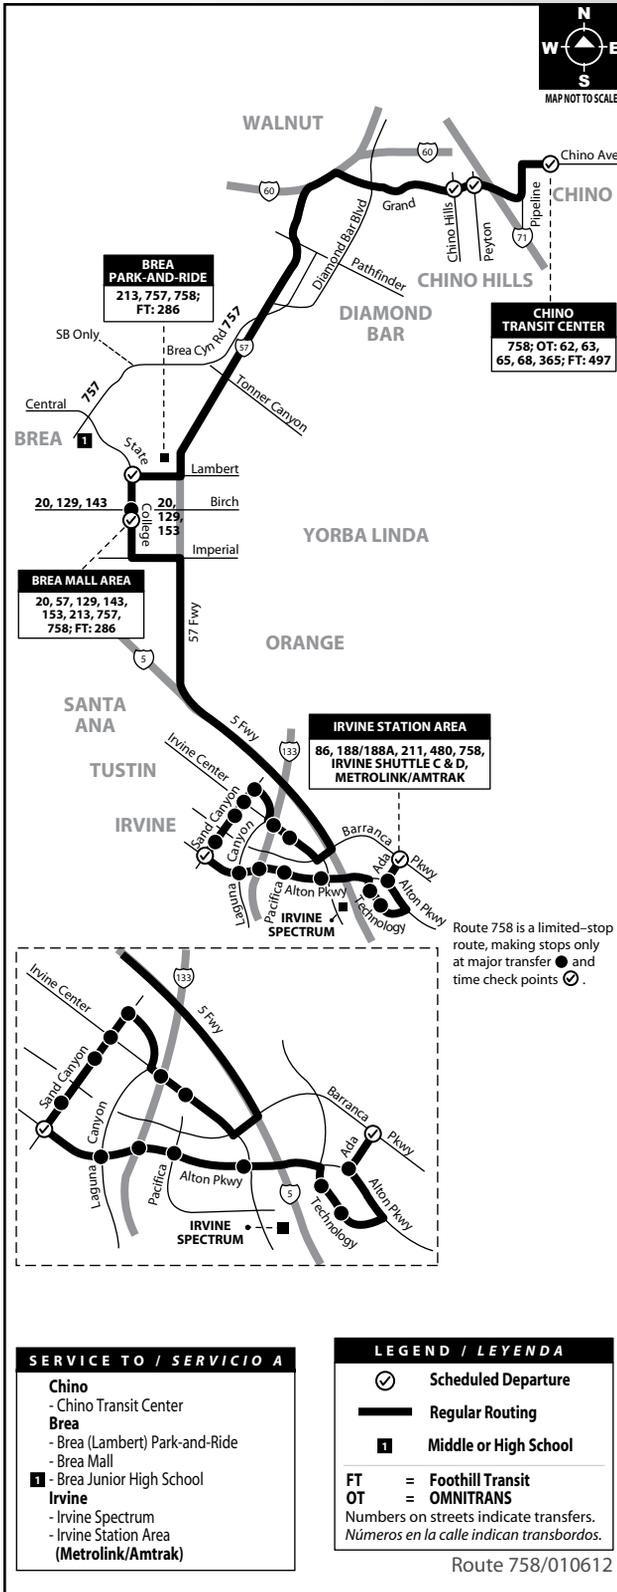 N
W E
S
MAP NOT TO SCALE
WALNUT
60
60
Chino Ave
CHINO
Grand
Chino Hills
Peyton
Pipeline
71
Diamond Bar Blvd
Pathfinder
CHINO HILLS
DIAMOND
BAR
BREA
PARK-AND-RIDE
213, 757, 758;
FT: 286
CHINO
TRANSIT CENTER
758; OT: 62, 63,
65, 68, 365; FT: 497
SB Only
Brea Cyn Rd 757
57
757
Tonner Canyon
Central
BREA 1
State
College
Lambert
20, 129, 143
20,
129,
153
Birch
Imperial
YORBA LINDA
BREA MALL AREA
20, 57, 129, 143,
153, 213, 757,
758; FT: 286
57 Fwy
ORANGE
5
SANTA
ANA
5 Fwy
TUSTIN
Irvine Center
133
IRVINE STATION AREA
86, 188/188A, 211, 480, 758,
IRVINE SHUTTLE C & D,
METROLINK/AMTRAK
IRVINE
Sand Canyon
Laguna Canyon
Pacifica
Alton Pkwy
Barranca Pkwy
Ada
Alton Pkwy
Technology
IRVINE
SPECTRUM
Route 758 is a limited–stop
route, making stops only
at major transfer and
time check points .
Irvine Center
133
5 Fwy
Sand Canyon
Laguna Canyon
Pacifica
Alton Pkwy
Barranca Pkwy
Ada
Alton Pkwy
Technology
5
IRVINE
SPECTRUM
SERVICE TO / SERVICIO A
Chino
- Chino Transit Center
Brea
- Brea (Lambert) Park-and-Ride
- Brea Mall
1 - Brea Junior High School
Irvine
- Irvine Spectrum
- Irvine Station Area
(Metrolink/Amtrak)
LEGEND / LEYENDA
Scheduled Departure
Regular Routing
1 Middle or High School
FT = Foothill Transit
OT = OMNITRANS
Numbers on streets indicate transfers.
Números en la calle indican transbordos.
Route 758/010612